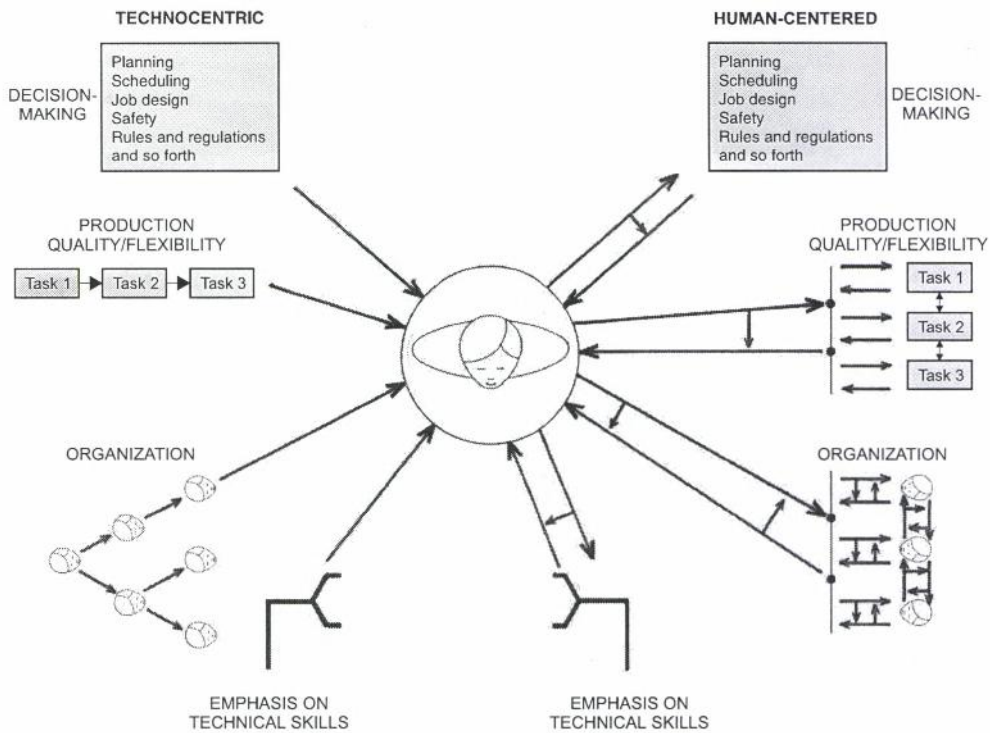 TECHNOCENTRIC
Planning
Scheduling
Job design
Safety
Rules and regulations
and so forth
DECISION-
MAKING
PRODUCTION
QUALITY/FLEXIBILITY
Task 1
Task 2
Task 3
ORGANIZATION
EMPHASIS ON
TECHNICAL SKILLS
HUMAN-CENTERED
Planning
Scheduling
Job design
Safety
Rules and regulations
and so forth
DECISION-
MAKING
PRODUCTION
QUALITY/FLEXIBILITY
Task 1
Task 2
Task 3
ORGANIZATION
EMPHASIS ON
TECHNICAL SKILLS